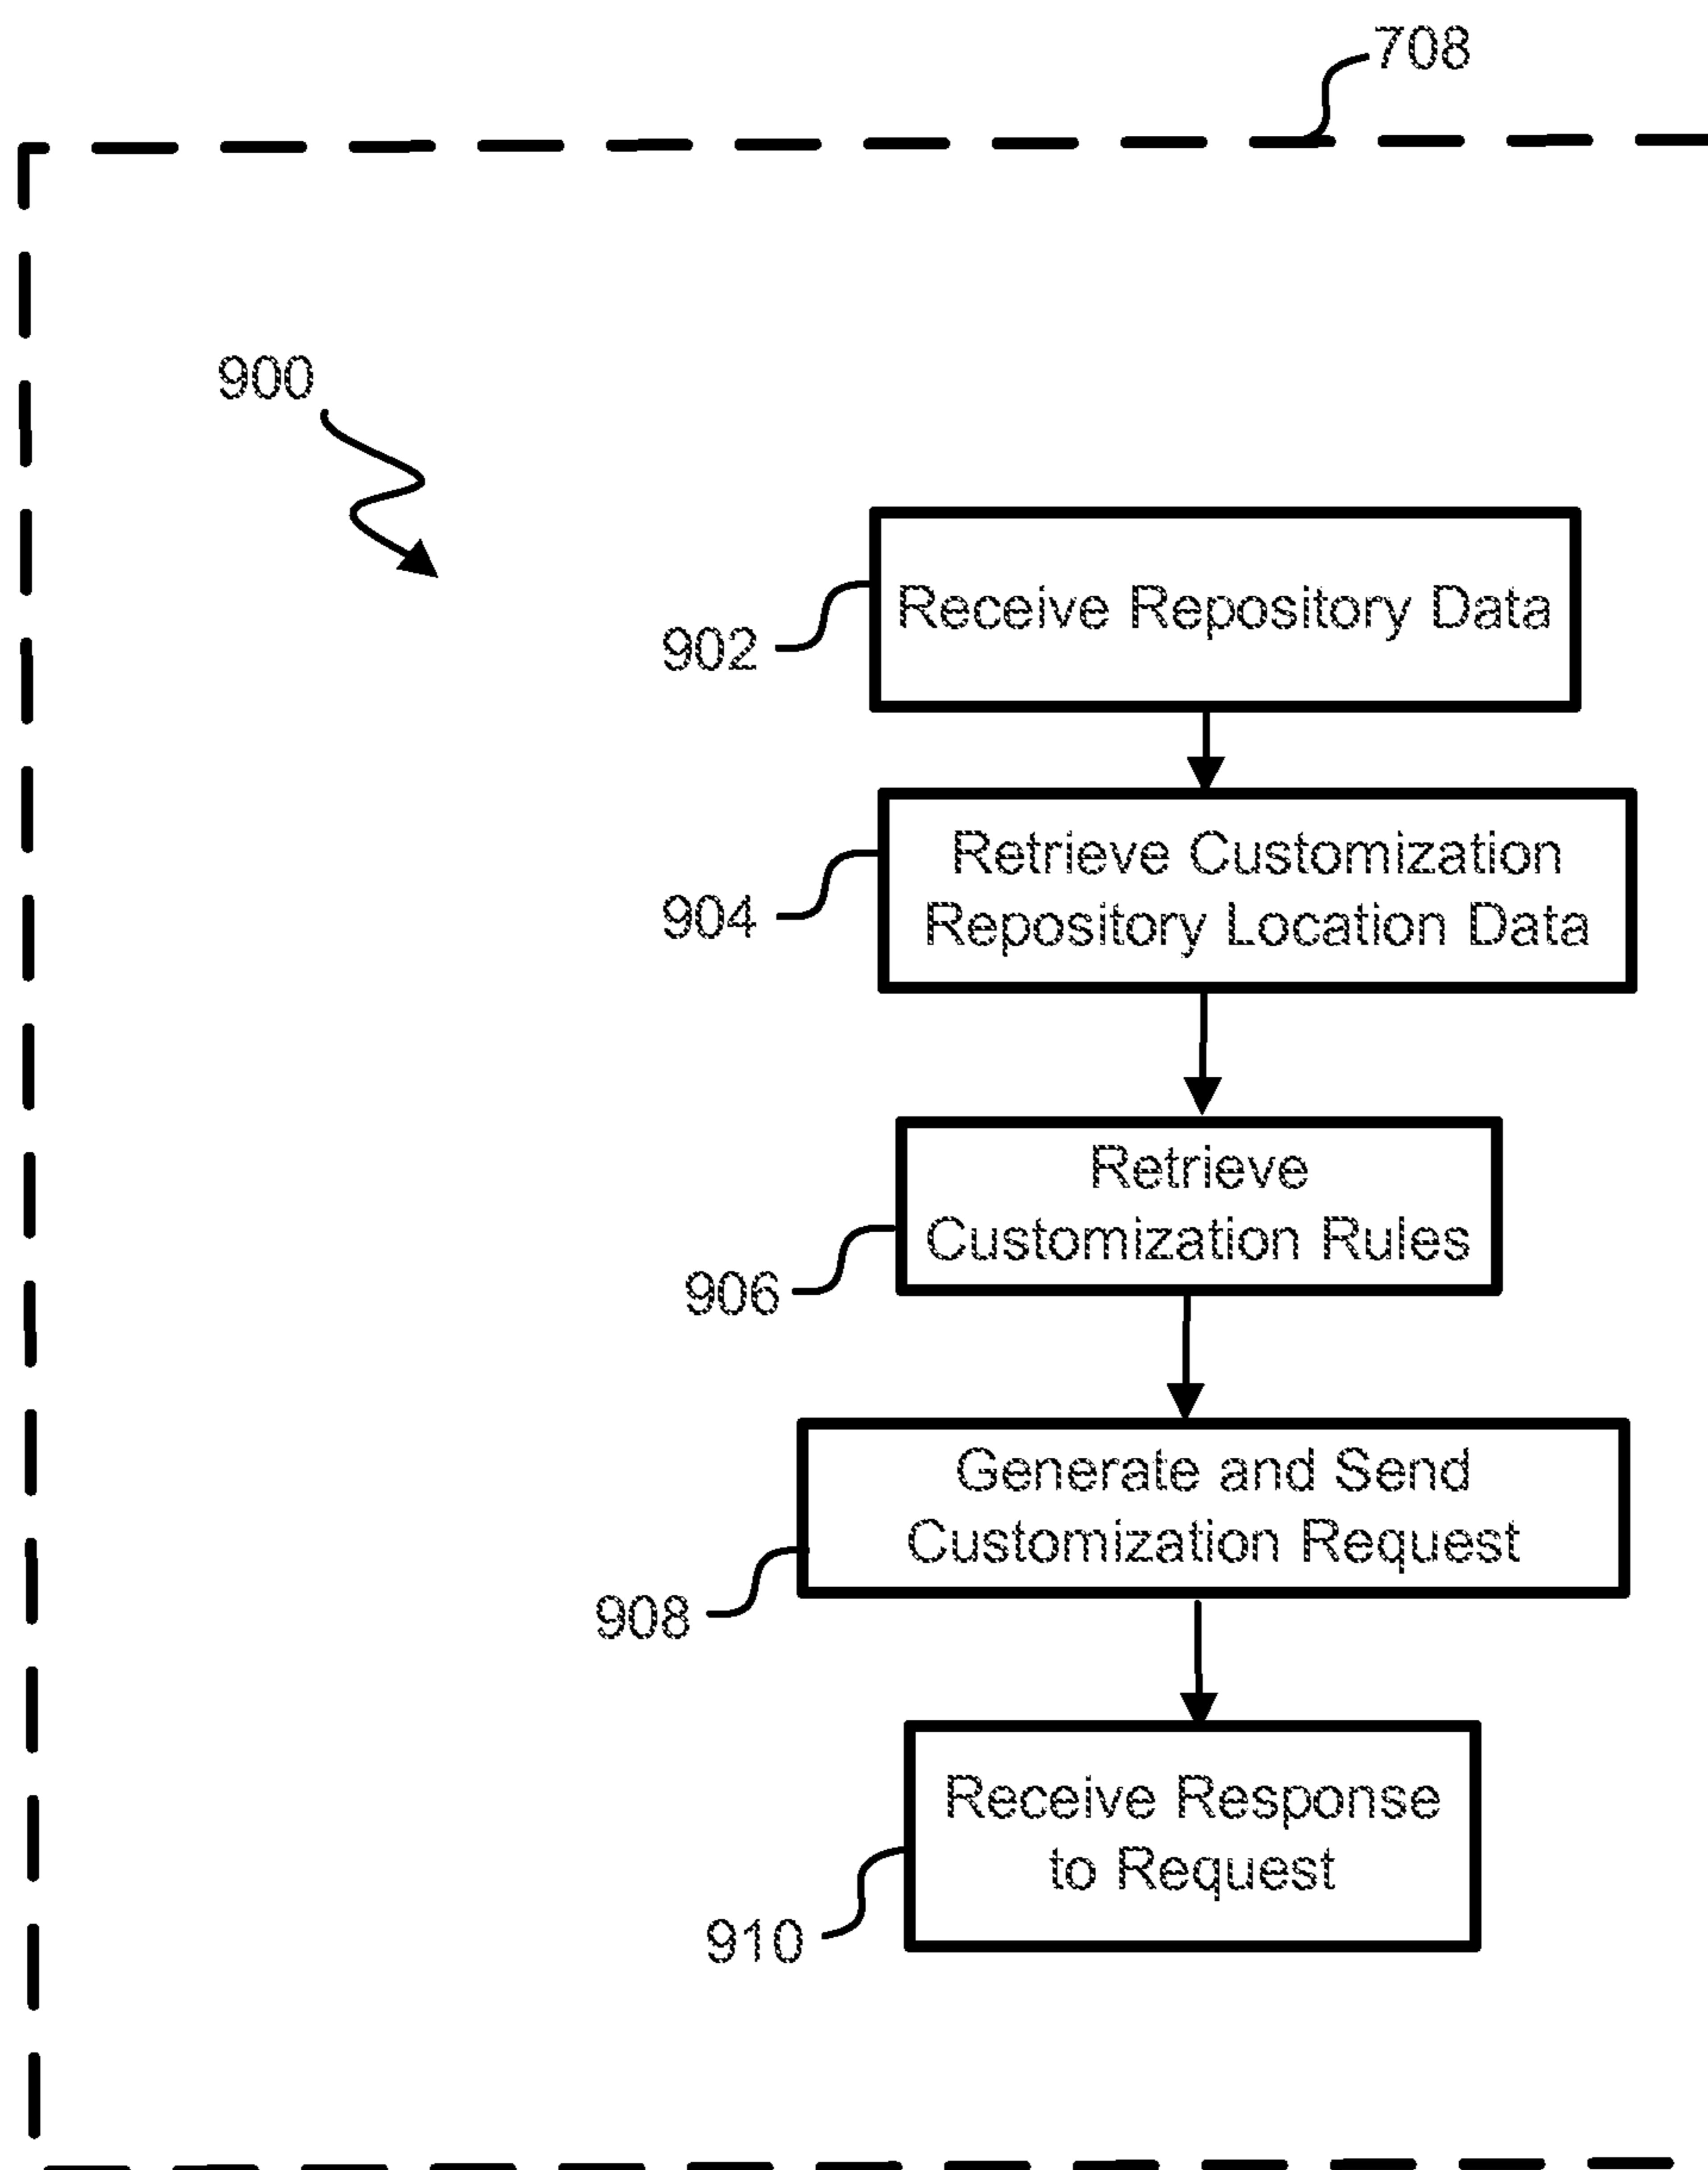 708
900
Receive Repository Data
902
Retrieve Customization
Repository Location Data
904
Retrieve
Customization Rules
906
Generate and Send
Customization Request
908
Receive Response
to Request
910